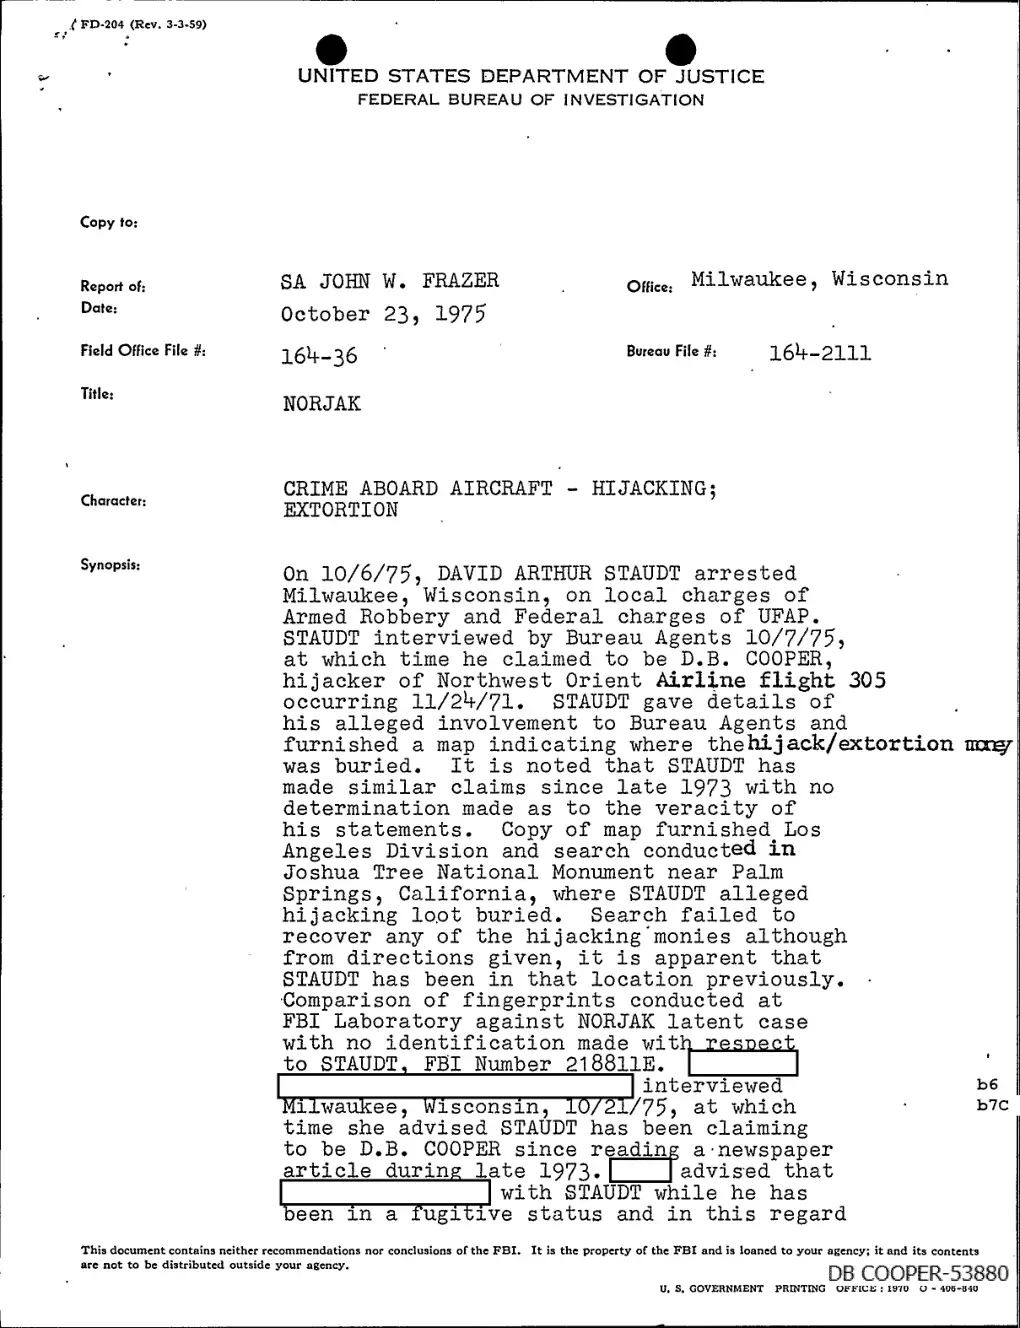 FD-204 (Rev. 3-3-59)
UNITED STATES DEPARTMENT OF JUSTICE
FEDERAL BUREAU OF INVESTIGATION
Copy to:
Report of: SA JOHN W. FRAZER Office: Milwaukee, Wisconsin
Date: October 23, 1975
Field Office File #: 164-36 Bureau File #: 164-2111
Title: NORJAK
Character: CRIME ABOARD AIRCRAFT - HIJACKING;
EXTORTION
Synopsis: On 10/6/75, DAVID ARTHUR STAUDT arrested
Milwaukee, Wisconsin, on local charges of
Armed Robbery and Federal charges of UFAP.
STAUDT interviewed by Bureau Agents 10/7/75,
at which time he claimed to be D.B. COOPER,
hijacker of Northwest Orient Airline flight 305
occurring 11/24/71. STAUDT gave details of
his alleged involvement to Bureau Agents and
furnished a map indicating where the hijack/extortion money
was buried. It is noted that STAUDT has
made similar claims since late 1973 with no
determination made as to the veracity of
his statements. Copy of map furnished Los
Angeles Division and search conducted in
Joshua Tree National Monument near Palm
Springs, California, where STAUDT alleged
hijacking loot buried. Search failed to
recover any of the hijacking monies although
from directions given, it is apparent that
STAUDT has been in that location previously.
Comparison of fingerprints conducted at
FBI Laboratory against NORJAK latent case
with no identification made with respect
to STAUDT, FBI Number 218811E.
interviewed b6
Milwaukee, Wisconsin, 10/21/75, at which b7C
time she advised STAUDT has been claiming
to be D.B. COOPER since reading a newspaper
article during late 1973. advised that
with STAUDT while he has
been in a fugitive status and in this regard
This document contains neither recommendations nor conclusions of the FBI. It is the property of the FBI and is loaned to your agency; it and its contents
are not to be distributed outside your agency.
DB COOPER-53880
U. S. GOVERNMENT PRINTING OFFICE : 1970 O - 406-840